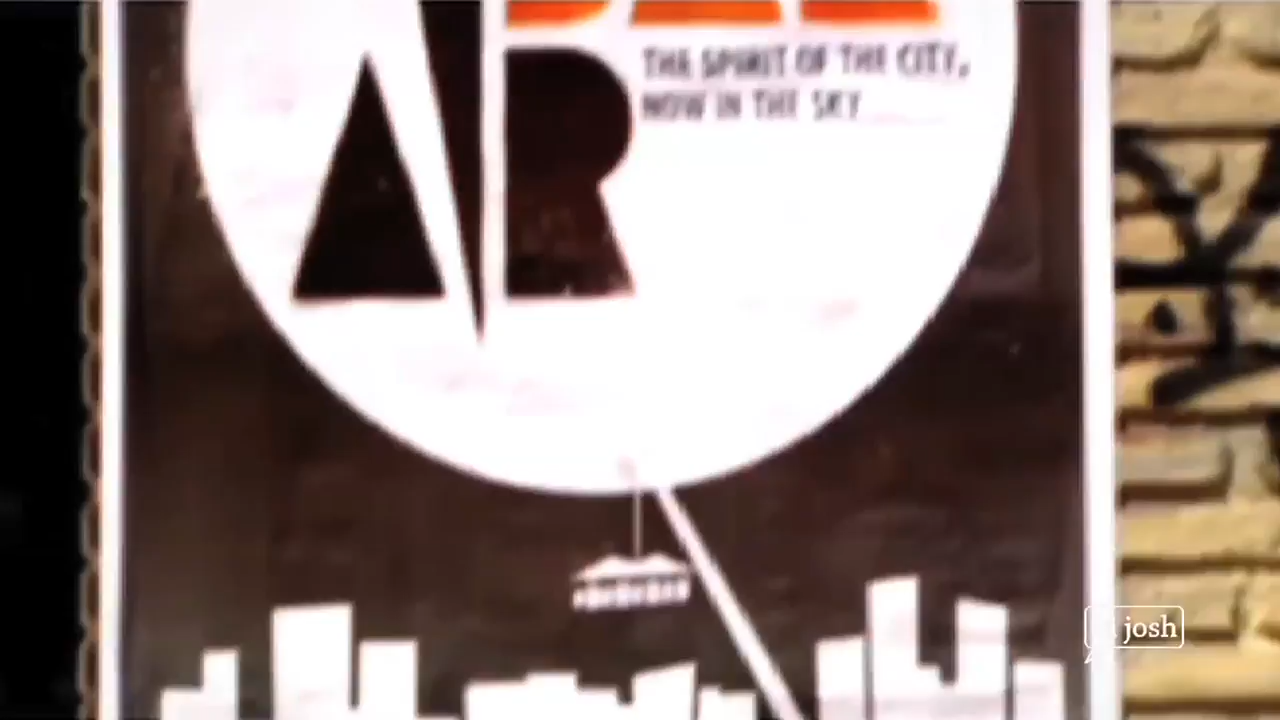 AR
THE SPIRIT OF THE CITY,
NOW IN THE SKY
josh